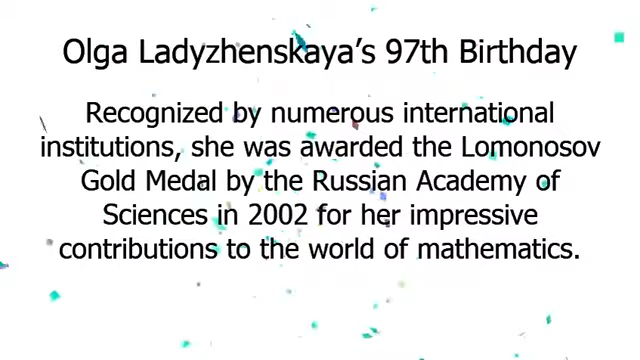 Olga Ladyzhenskaya’s 97th Birthday
Recognized by numerous international
institutions, she was awarded the Lomonosov
Gold Medal by the Russian Academy of
Sciences in 2002 for her impressive
contributions to the world of mathematics.